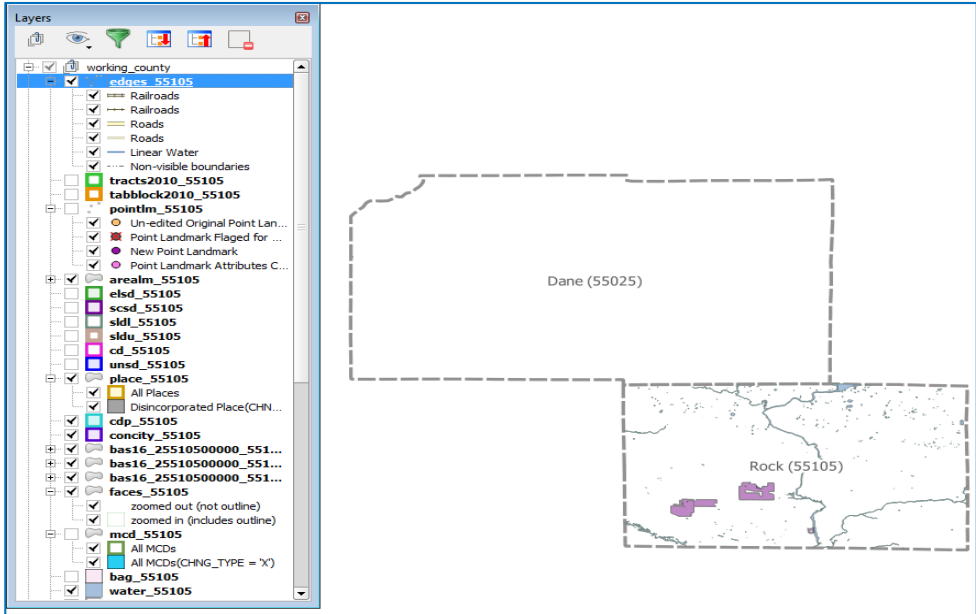 Layers
working_county
edges_55105
Railroads
Railroads
Roads
Roads
Linear Water
Non-visible boundaries
tracts2010_55105
tabblock2010_55105
pointlm_55105
Un-edited Original Point Lan...
Point Landmark Flaged for ...
New Point Landmark
Point Landmark Attributes C...
arealm_55105
elsd_55105
scsd_55105
sldl_55105
sldu_55105
cd_55105
unsd_55105
place_55105
All Places
Disincorporated Place(CHN...
cdp_55105
concity_55105
bas16_25510500000_551...
bas16_25510500000_551...
bas16_25510500000_551...
faces_55105
zoomed out (not outline)
zoomed in (includes outline)
mcd_55105
All MCDs
All MCDs(CHNG_TYPE = 'X')
bag_55105
water_55105
Dane (55025)
Rock (55105)